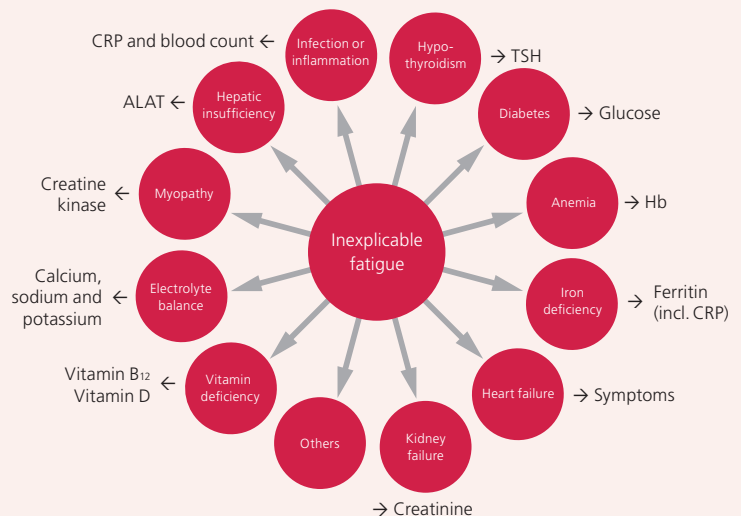 CRP and blood count ←
Infection or
inflammation
Hypo-
thyroidism
→ TSH
ALAT ←
Hepatic
insufficiency
Diabetes
→ Glucose
Creatine
kinase
←
Myopathy
Anemia
→ Hb
Inexplicable
fatigue
Calcium,
sodium and
potassium
←
Electrolyte
balance
Iron
deficiency
→ Ferritin
(incl. CRP)
Vitamin B₁₂
Vitamin D
←
Vitamin
deficiency
Heart failure
→ Symptoms
Others
Kidney
failure
→ Creatinine